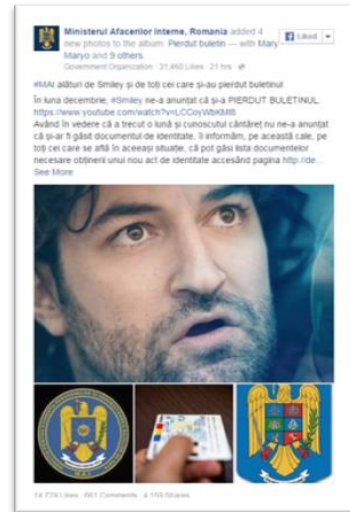 Ministerul Afacerilor Interne, Romania added 4
new photos to the album: Pierdut buletin — with Mary
Maryo and 9 others.
Liked
Government Organization · 31,460 Likes · 21 hrs ·
#MAI alături de Smiley și de toți cei care și-au pierdut buletinul
În luna decembrie, #Smiley ne-a anunțat că și-a PIERDUT BULETINUL.
https://www.youtube.com/watch?v=LCCoyWbKMI8
Având în vedere că a trecut o lună și cunoscutul cântăreț nu ne-a anunțat
că și-ar fi găsit documentul de identitate, îi informăm, pe această cale, pe
toți cei care se află în aceeași situație, că pot găsi lista documentelor
necesare obținerii unui nou act de identitate accesând pagina http://de...
See More
14,729 Likes · 661 Comments · 4,159 Shares